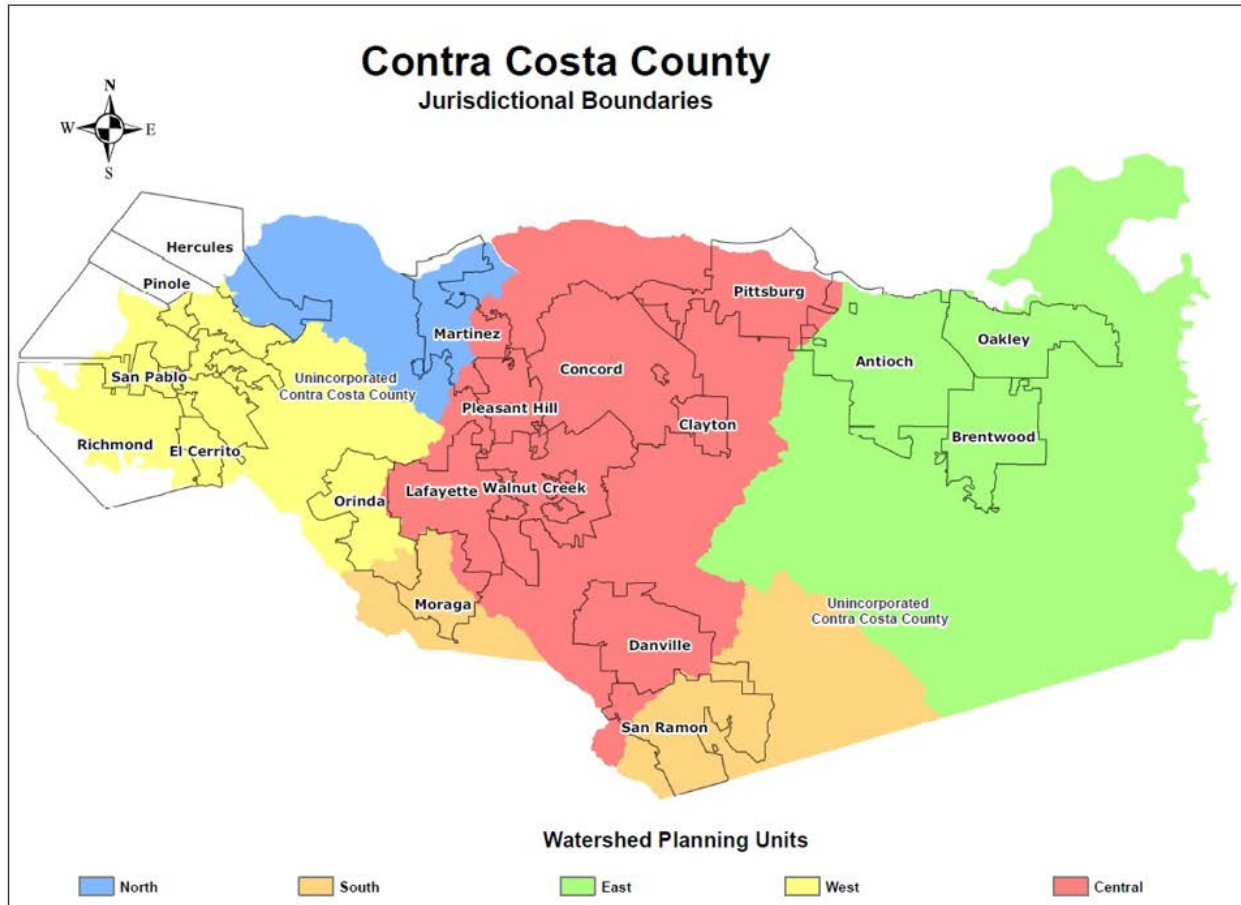 Contra Costa County
Jurisdictional Boundaries
N
W E
S
Hercules
Pinole
Pittsburg
Martinez
Oakley
Antioch
Concord
San Pablo
Unincorporated
Contra Costa County
Pleasant Hill
Clayton
Richmond
El Cerrito
Brentwood
Orinda
Lafayette
Walnut Creek
Moraga
Unincorporated
Contra Costa County
Danville
San Ramon
Watershed Planning Units
North South East West Central